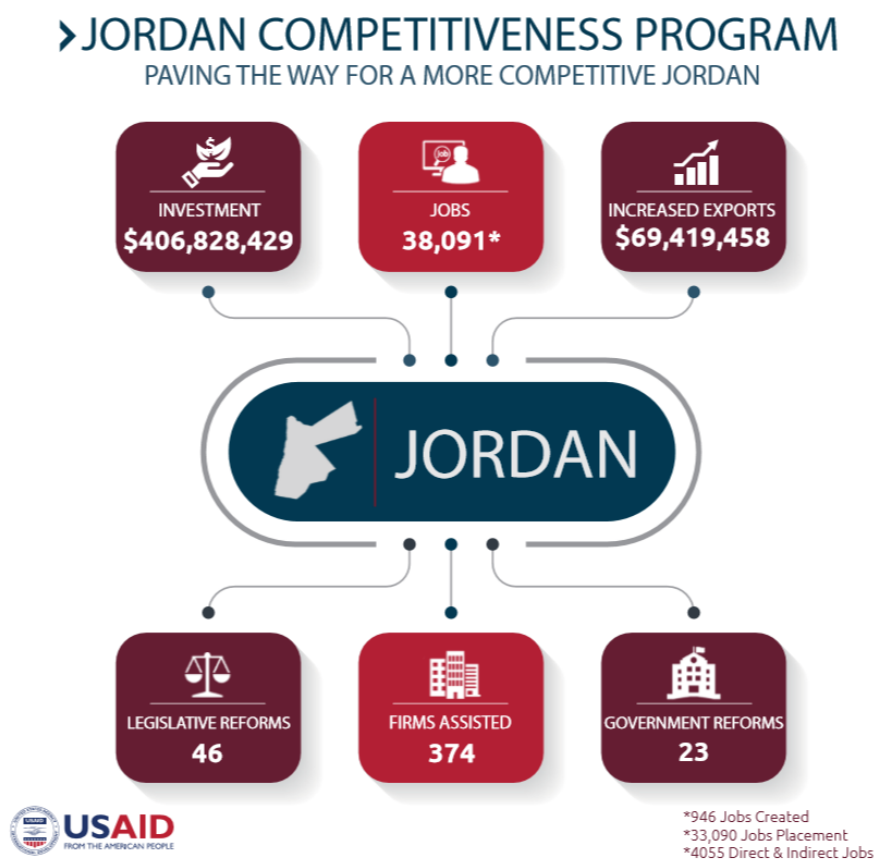 JORDAN COMPETITIVENESS PROGRAM
PAVING THE WAY FOR A MORE COMPETITIVE JORDAN
INVESTMENT
$406,828,429
Job
JOBS
38,091*
INCREASED EXPORTS
$69,419,458
JORDAN
LEGISLATIVE REFORMS
46
FIRMS ASSISTED
374
GOVERNMENT REFORMS
23
USAID
USAID
FROM THE AMERICAN PEOPLE
*946 Jobs Created
*33,090 Jobs Placement
*4055 Direct & Indirect Jobs